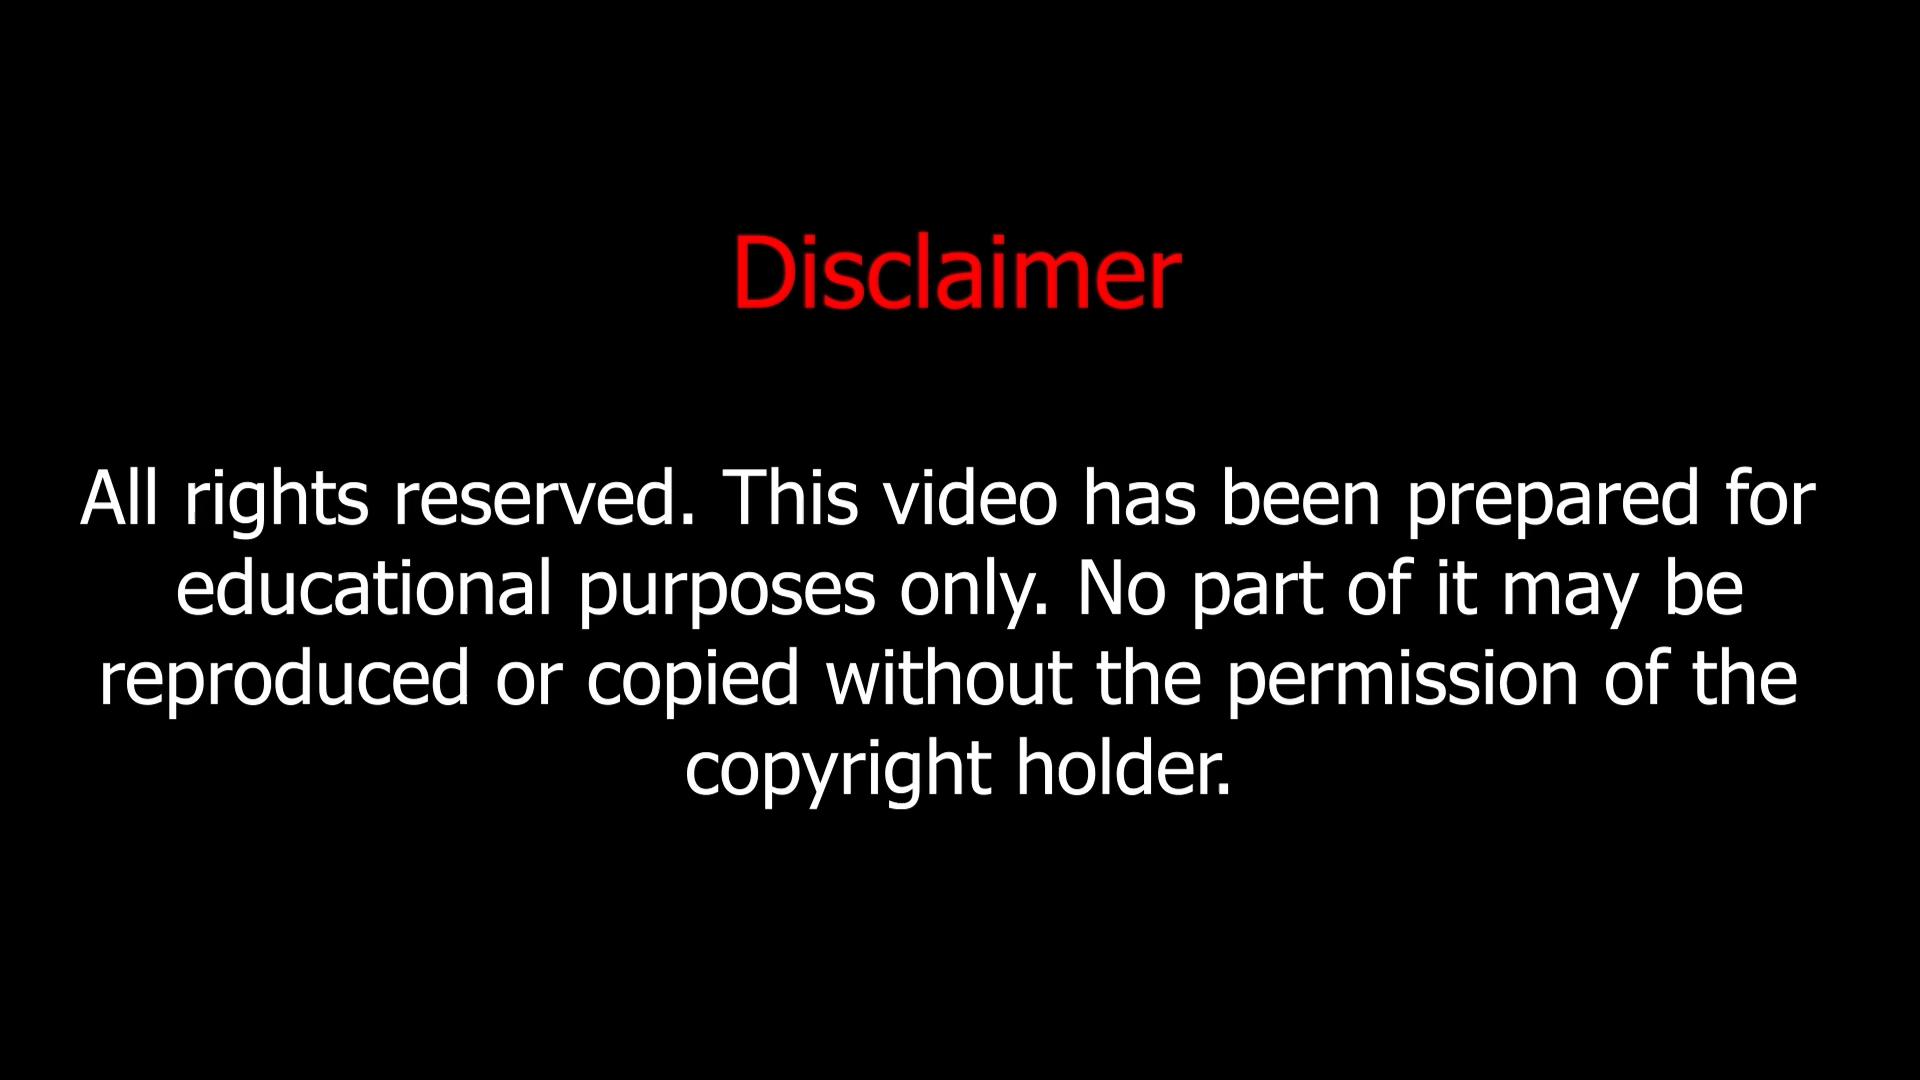 Disclaimer
All rights reserved. This video has been prepared for
educational purposes only. No part of it may be
reproduced or copied without the permission of the
copyright holder.